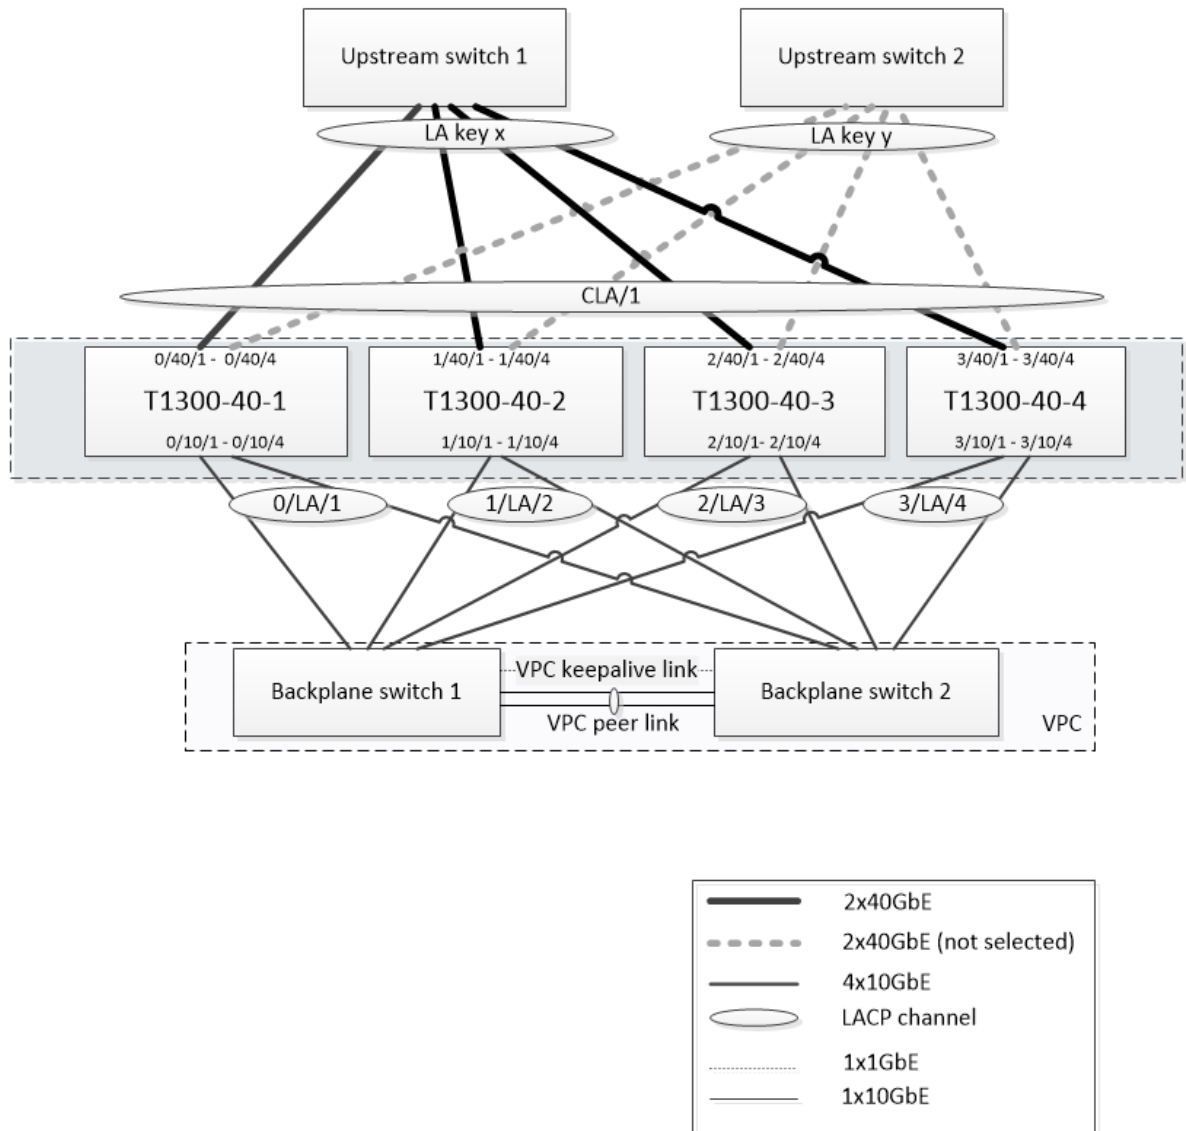 Upstream switch 1
Upstream switch 2
LA key x
LA key y
CLA/1
0/40/1 - 0/40/4
1/40/1 - 1/40/4
2/40/1 - 2/40/4
3/40/1 - 3/40/4
T1300-40-1
T1300-40-2
T1300-40-3
T1300-40-4
0/10/1 - 0/10/4
1/10/1 - 1/10/4
2/10/1- 2/10/4
3/10/1 - 3/10/4
0/LA/1
1/LA/2
2/LA/3
3/LA/4
Backplane switch 1
VPC keepalive link
Backplane switch 2
VPC peer link
VPC
2x40GbE
2x40GbE (not selected)
4x10GbE
LACP channel
1x1GbE
1x10GbE